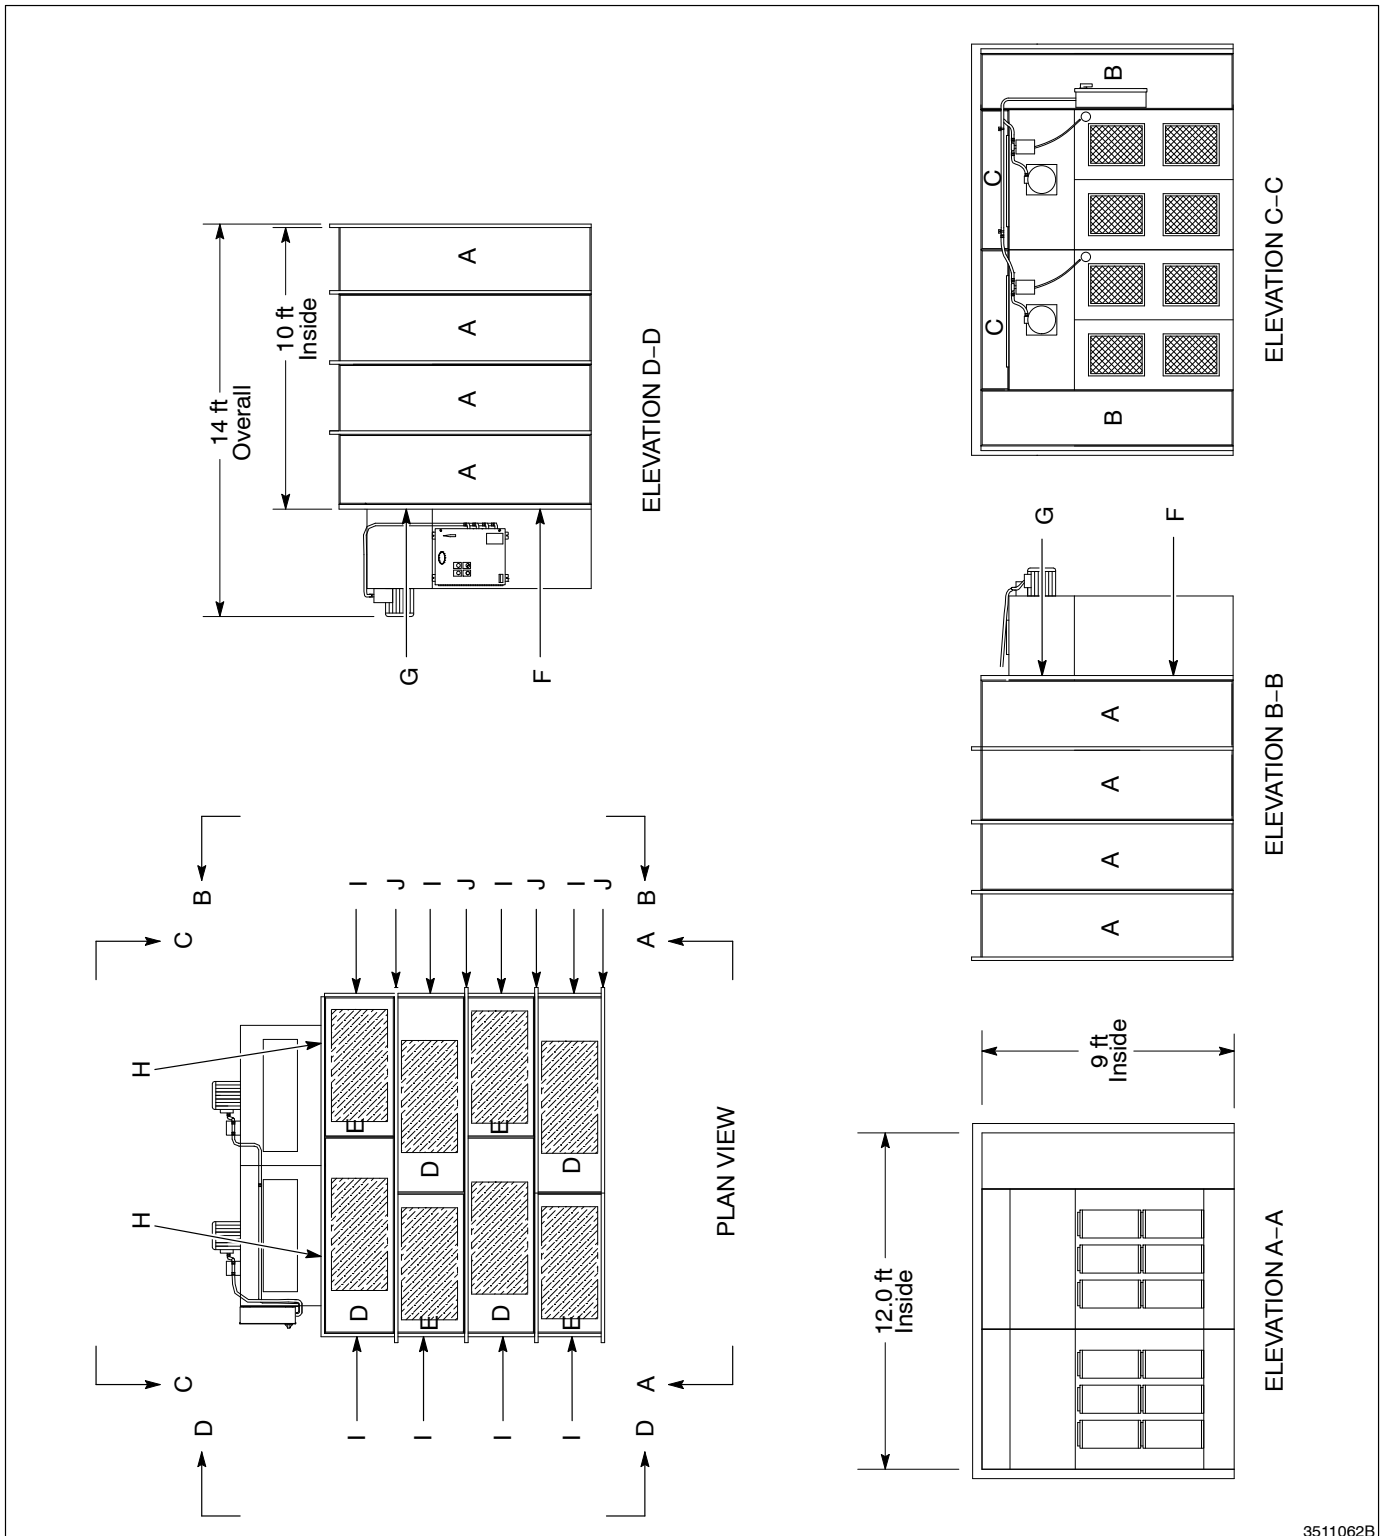 H H
C C
D B
I D E I
J
I E D I
J
I D E I
J
I E D I
J
D A A B
PLAN VIEW
14 ft
Overall
10 ft
Inside
G
A A A A
F
ELEVATION D–D
12.0 ft
Inside
9 ft
Inside
ELEVATION A–A
G
A A A A
F
ELEVATION B–B
C C
B B
ELEVATION C–C
3511062B